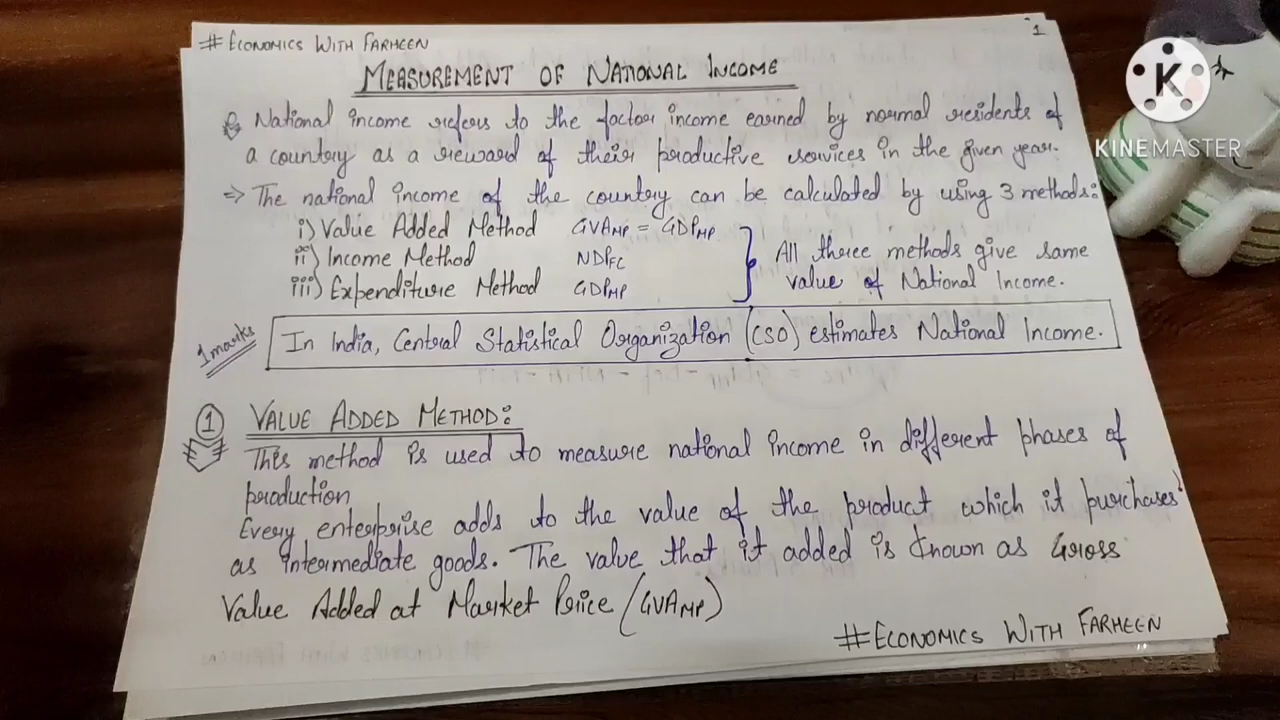 # ECONOMICS WITH FARHEEN
1
MEASUREMENT OF NATIONAL INCOME
National income refers to the factor income earned by normal residents of
a country as a reward of their productive services in the given year.
⇒ The national income of the country can be calculated by using 3 methods:
i) Value Added Method GVAMP = GDPMP
ii) Income Method NDPFC
iii) Expenditure Method GDPMP
All three methods give same
value of National Income.
1 marks
In India, Central Statistical Organization (CSO) estimates National Income.
1 VALUE ADDED METHOD:
This method is used to measure national income in different phases of
production
Every enterprise adds to the value of the product which it purchases
as intermediate goods. The value that it added is known as Gross
Value Added at Market Price (GVAMP)
# ECONOMICS WITH FARHEEN
K
KINEMASTER